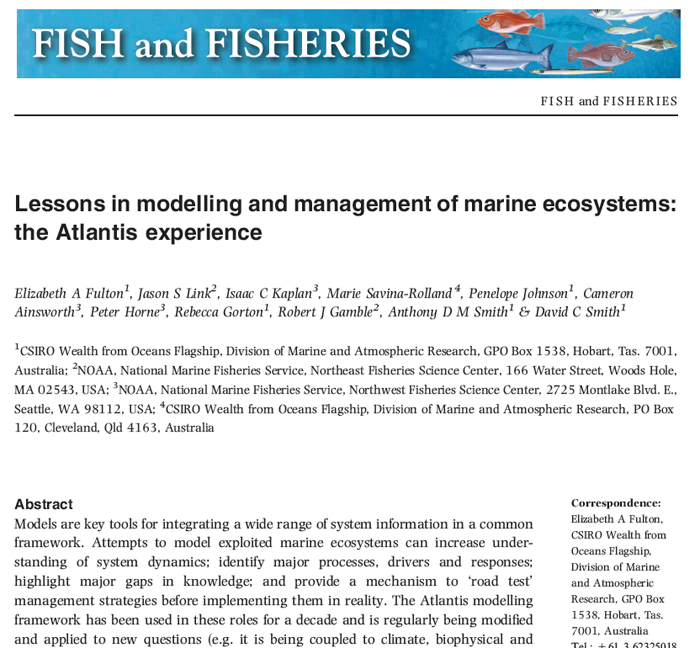 FISH and FISHERIES
FISH and FISHERIES
Lessons in modelling and management of marine ecosystems:
the Atlantis experience
Elizabeth A Fulton1, Jason S Link2, Isaac C Kaplan3, Marie Savina-Rolland4, Penelope Johnson1, Cameron
Ainsworth3, Peter Horne3, Rebecca Gorton1, Robert J Gamble2, Anthony D M Smith1 & David C Smith1
1CSIRO Wealth from Oceans Flagship, Division of Marine and Atmospheric Research, GPO Box 1538, Hobart, Tas. 7001,
Australia; 2NOAA, National Marine Fisheries Service, Northeast Fisheries Science Center, 166 Water Street, Woods Hole,
MA 02543, USA; 3NOAA, National Marine Fisheries Service, Northwest Fisheries Science Center, 2725 Montlake Blvd. E.,
Seattle, WA 98112, USA; 4CSIRO Wealth from Oceans Flagship, Division of Marine and Atmospheric Research, PO Box
120, Cleveland, Qld 4163, Australia
Abstract
Models are key tools for integrating a wide range of system information in a common
framework. Attempts to model exploited marine ecosystems can increase under-
standing of system dynamics; identify major processes, drivers and responses;
highlight major gaps in knowledge; and provide a mechanism to ‘road test’
management strategies before implementing them in reality. The Atlantis modelling
framework has been used in these roles for a decade and is regularly being modified
and applied to new questions (e.g. it is being coupled to climate, biophysical and
Correspondence:
Elizabeth A Fulton,
CSIRO Wealth from
Oceans Flagship,
Division of Marine
and Atmospheric
Research, GPO Box
1538, Hobart, Tas.
7001, Australia
Tel.: +61 3 62325018